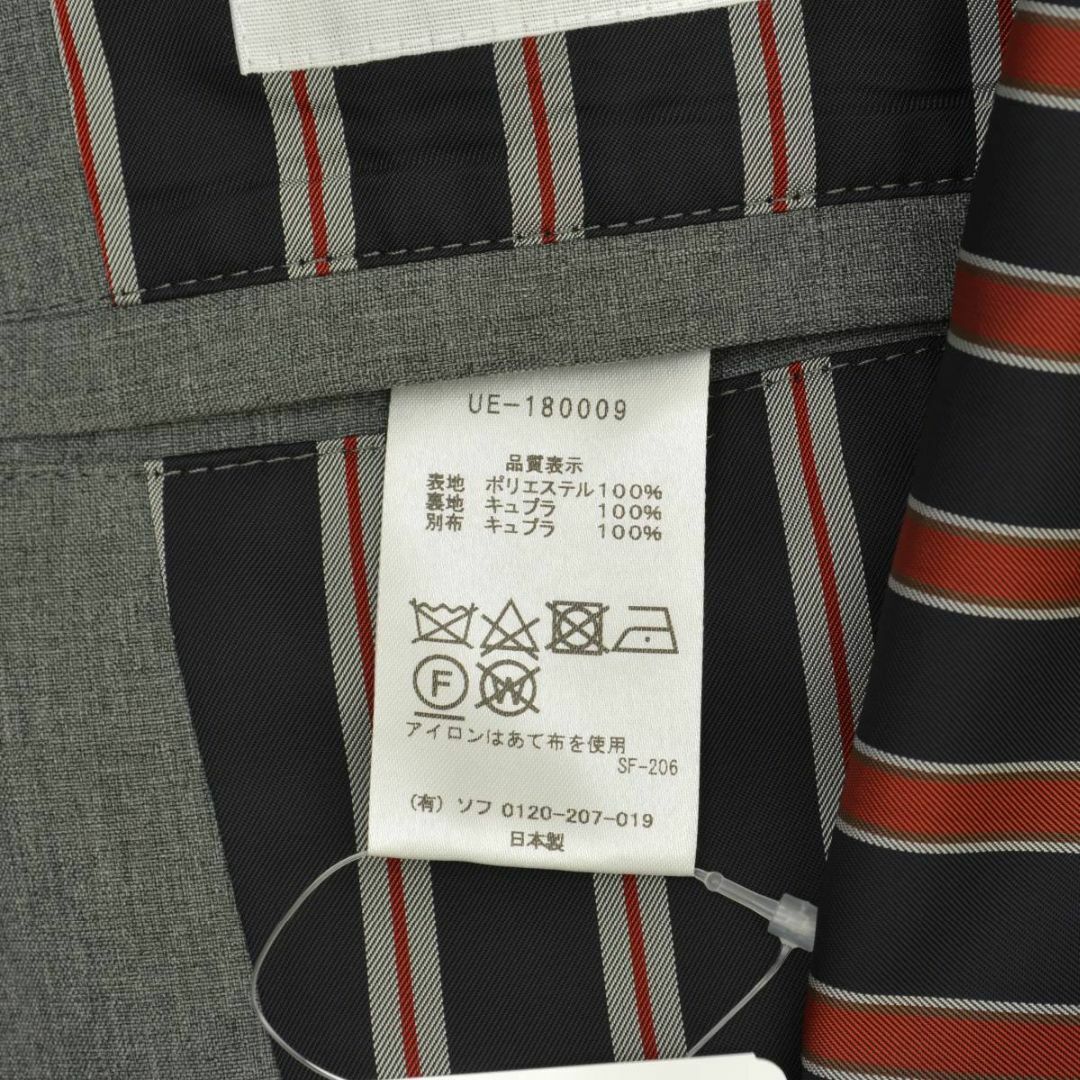 UE-180009
品質表示
表地 ポリエステル100%
裏地 キュプラ 100%
別布 キュプラ 100%
F W
アイロンはあて布を使用
SF-206
(有) ソフ 0120-207-019
日本製